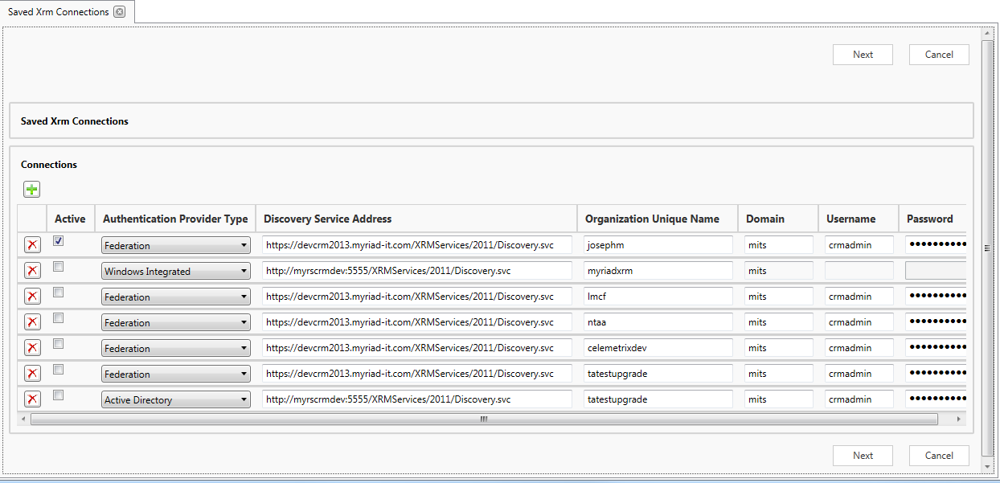 Saved Xrm Connections
Next Cancel
Saved Xrm Connections
Connections
Active Authentication Provider Type Discovery Service Address Organization Unique Name Domain Username Password
Federation https://devcrm2013.myriad-it.com/XRMServices/2011/Discovery.svc josephm mits crmadmin ••••••••••
Windows Integrated http://myrscrmdev:5555/XRMServices/2011/Discovery.svc myriadxrm mits
Federation https://devcrm2013.myriad-it.com/XRMServices/2011/Discovery.svc lmcf mits crmadmin ••••••••••
Federation https://devcrm2013.myriad-it.com/XRMServices/2011/Discovery.svc ntaa mits crmadmin ••••••••••
Federation https://devcrm2013.myriad-it.com/XRMServices/2011/Discovery.svc celemetrixdev mits crmadmin ••••••••••
Federation https://devcrm2013.myriad-it.com/XRMServices/2011/Discovery.svc tatestupgrade mits crmadmin ••••••••••
Active Directory http://myrscrmdev:5555/XRMServices/2011/Discovery.svc tatestupgrade mits crmadmin ••••••••••
Next Cancel